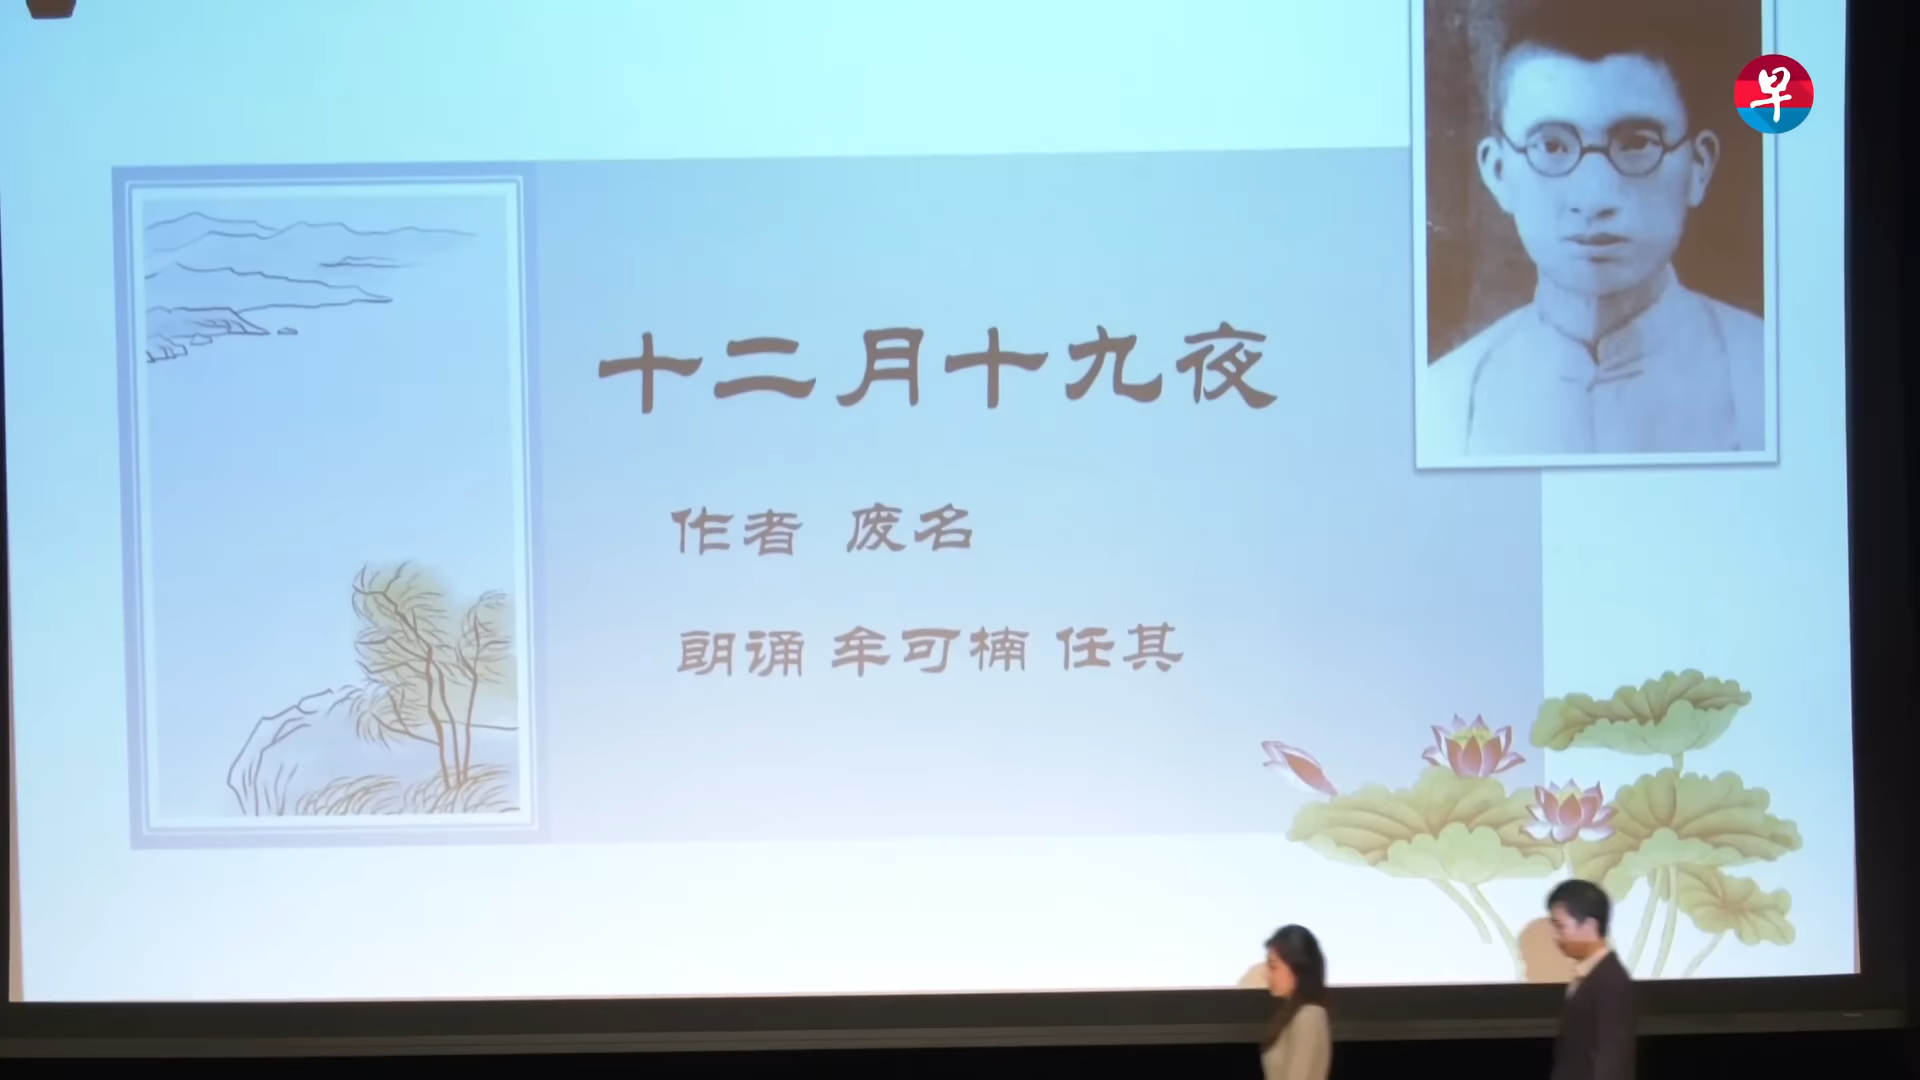 早
十二月十九夜
作者 废名
朗诵 牟可楠 任其